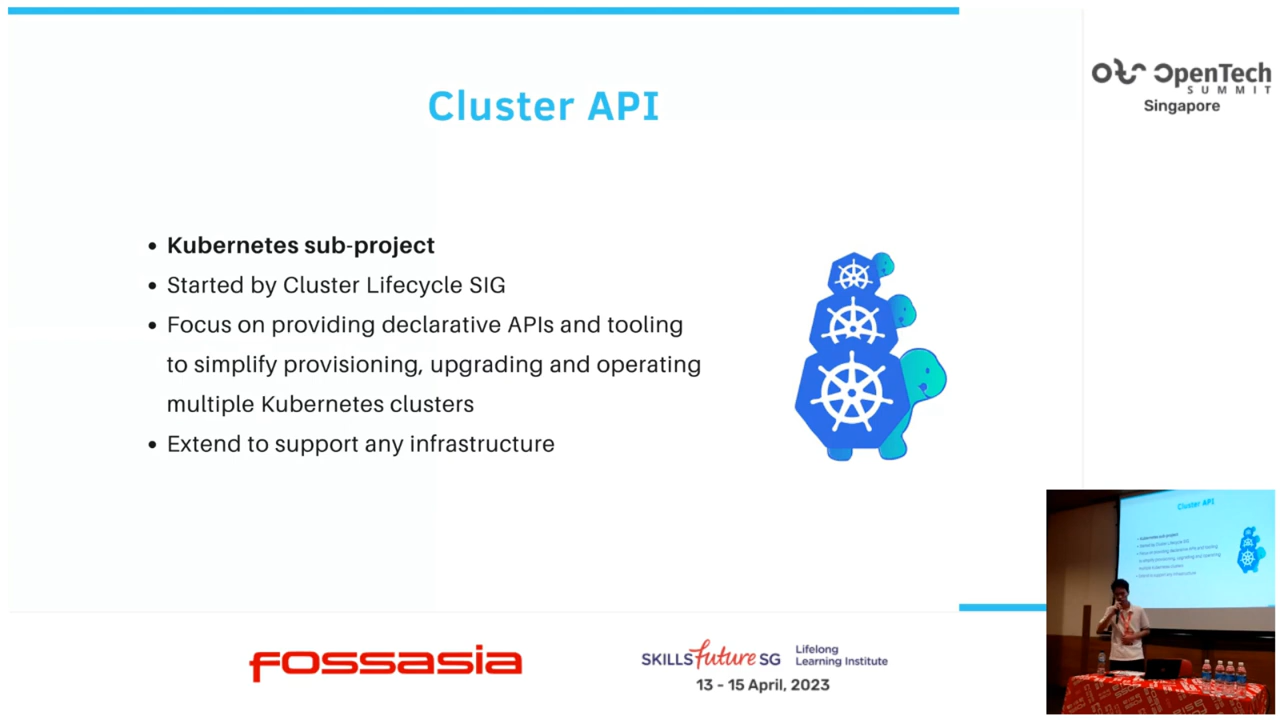 Cluster API
OpenTech
SUMMIT
Singapore
• Kubernetes sub-project
• Started by Cluster Lifecycle SIG
• Focus on providing declarative APIs and tooling
to simplify provisioning, upgrading and operating
multiple Kubernetes clusters
• Extend to support any infrastructure
Cluster API
FOSSASIA
SKILLSfuture SG
Lifelong
Learning Institute
13 - 15 April, 2023